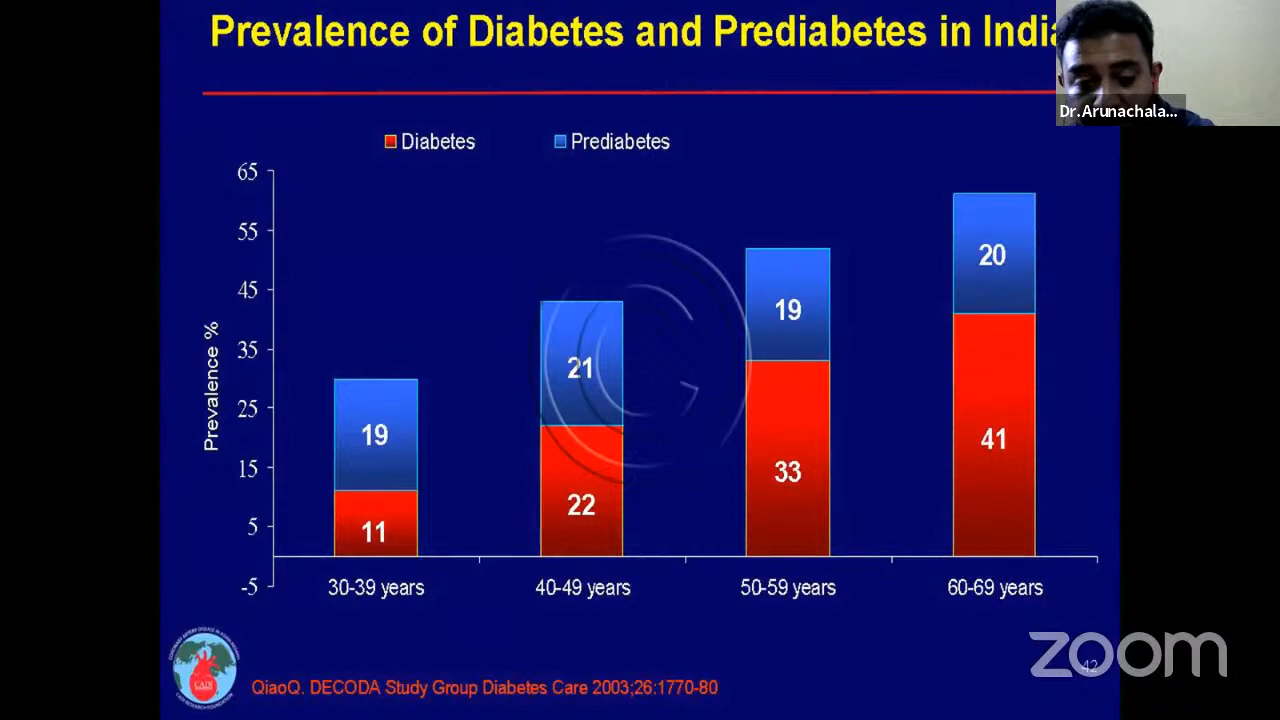 Prevalence of Diabetes and Prediabetes in India
Dr.Arunachala...
Diabetes
Prediabetes
65
55
45
35
25
15
5
-5
Prevalence %
19
11
21
22
19
33
20
41
30-39 years
40-49 years
50-59 years
60-69 years
CADI
QiaoQ. DECODA Study Group Diabetes Care 2003;26:1770-80
42
zoom